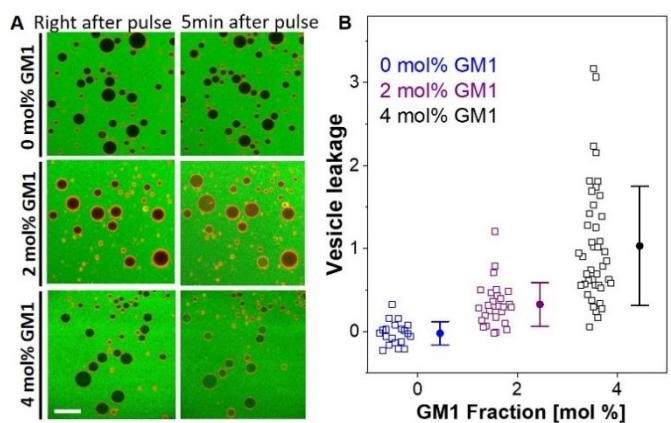 A
Right after pulse
5min after pulse
0 mol% GM1
2 mol% GM1
4 mol% GM1
B
0 mol% GM1
2 mol% GM1
4 mol% GM1
Vesicle leakage
3
2
1
0
0
2
4
GM1 Fraction [mol %]